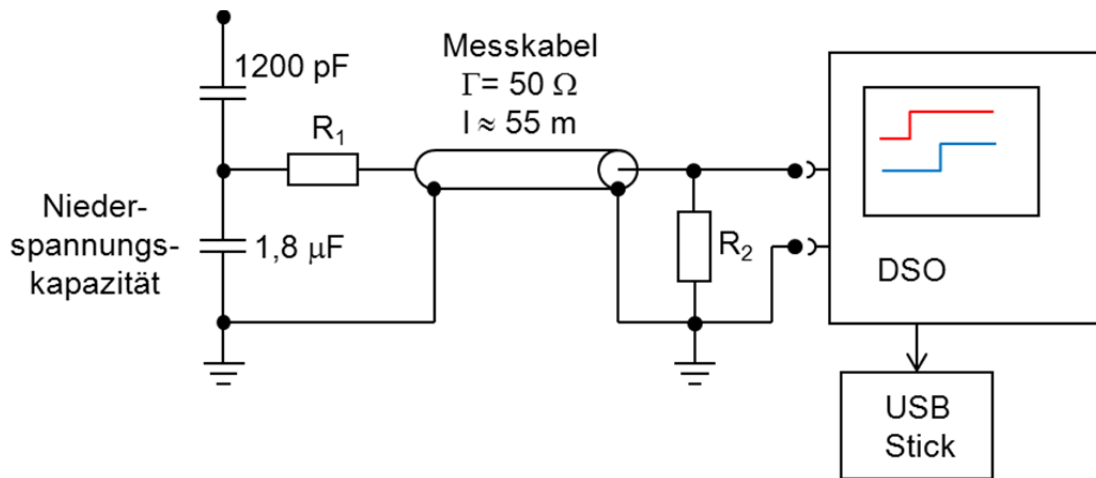 1200 pF
Messkabel
Γ= 50 Ω
l ≈ 55 m
R₁
Nieder-
spannungs-
kapazität
1,8 μF
R₂
DSO
USB
Stick